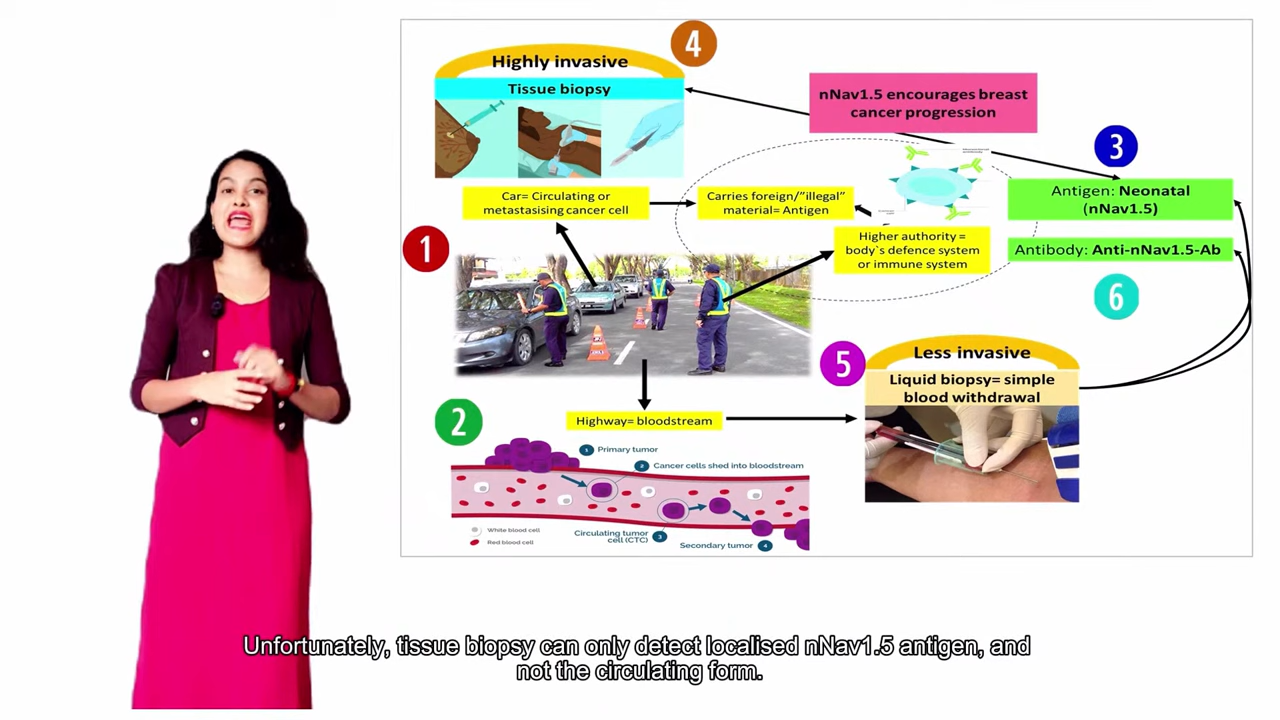 4
Highly invasive
Tissue biopsy
nNav1.5 encourages breast
cancer progression
3
Antigen: Neonatal
(nNav1.5)
Antibody: Anti-nNav1.5-Ab
6
Car= Circulating or
metastasising cancer cell
Carries foreign/"illegal"
material= Antigen
Higher authority =
body`s defence system
or immune system
1
5
Less invasive
Liquid biopsy= simple
blood withdrawal
2
Highway= bloodstream
1 Primary tumor
2 Cancer cells shed into bloodstream
White blood cell
Red blood cell
Circulating tumor
cell (CTC) 3
Secondary tumor 4
Unfortunately, tissue biopsy can only detect localised nNav1.5 antigen, and
not the circulating form.